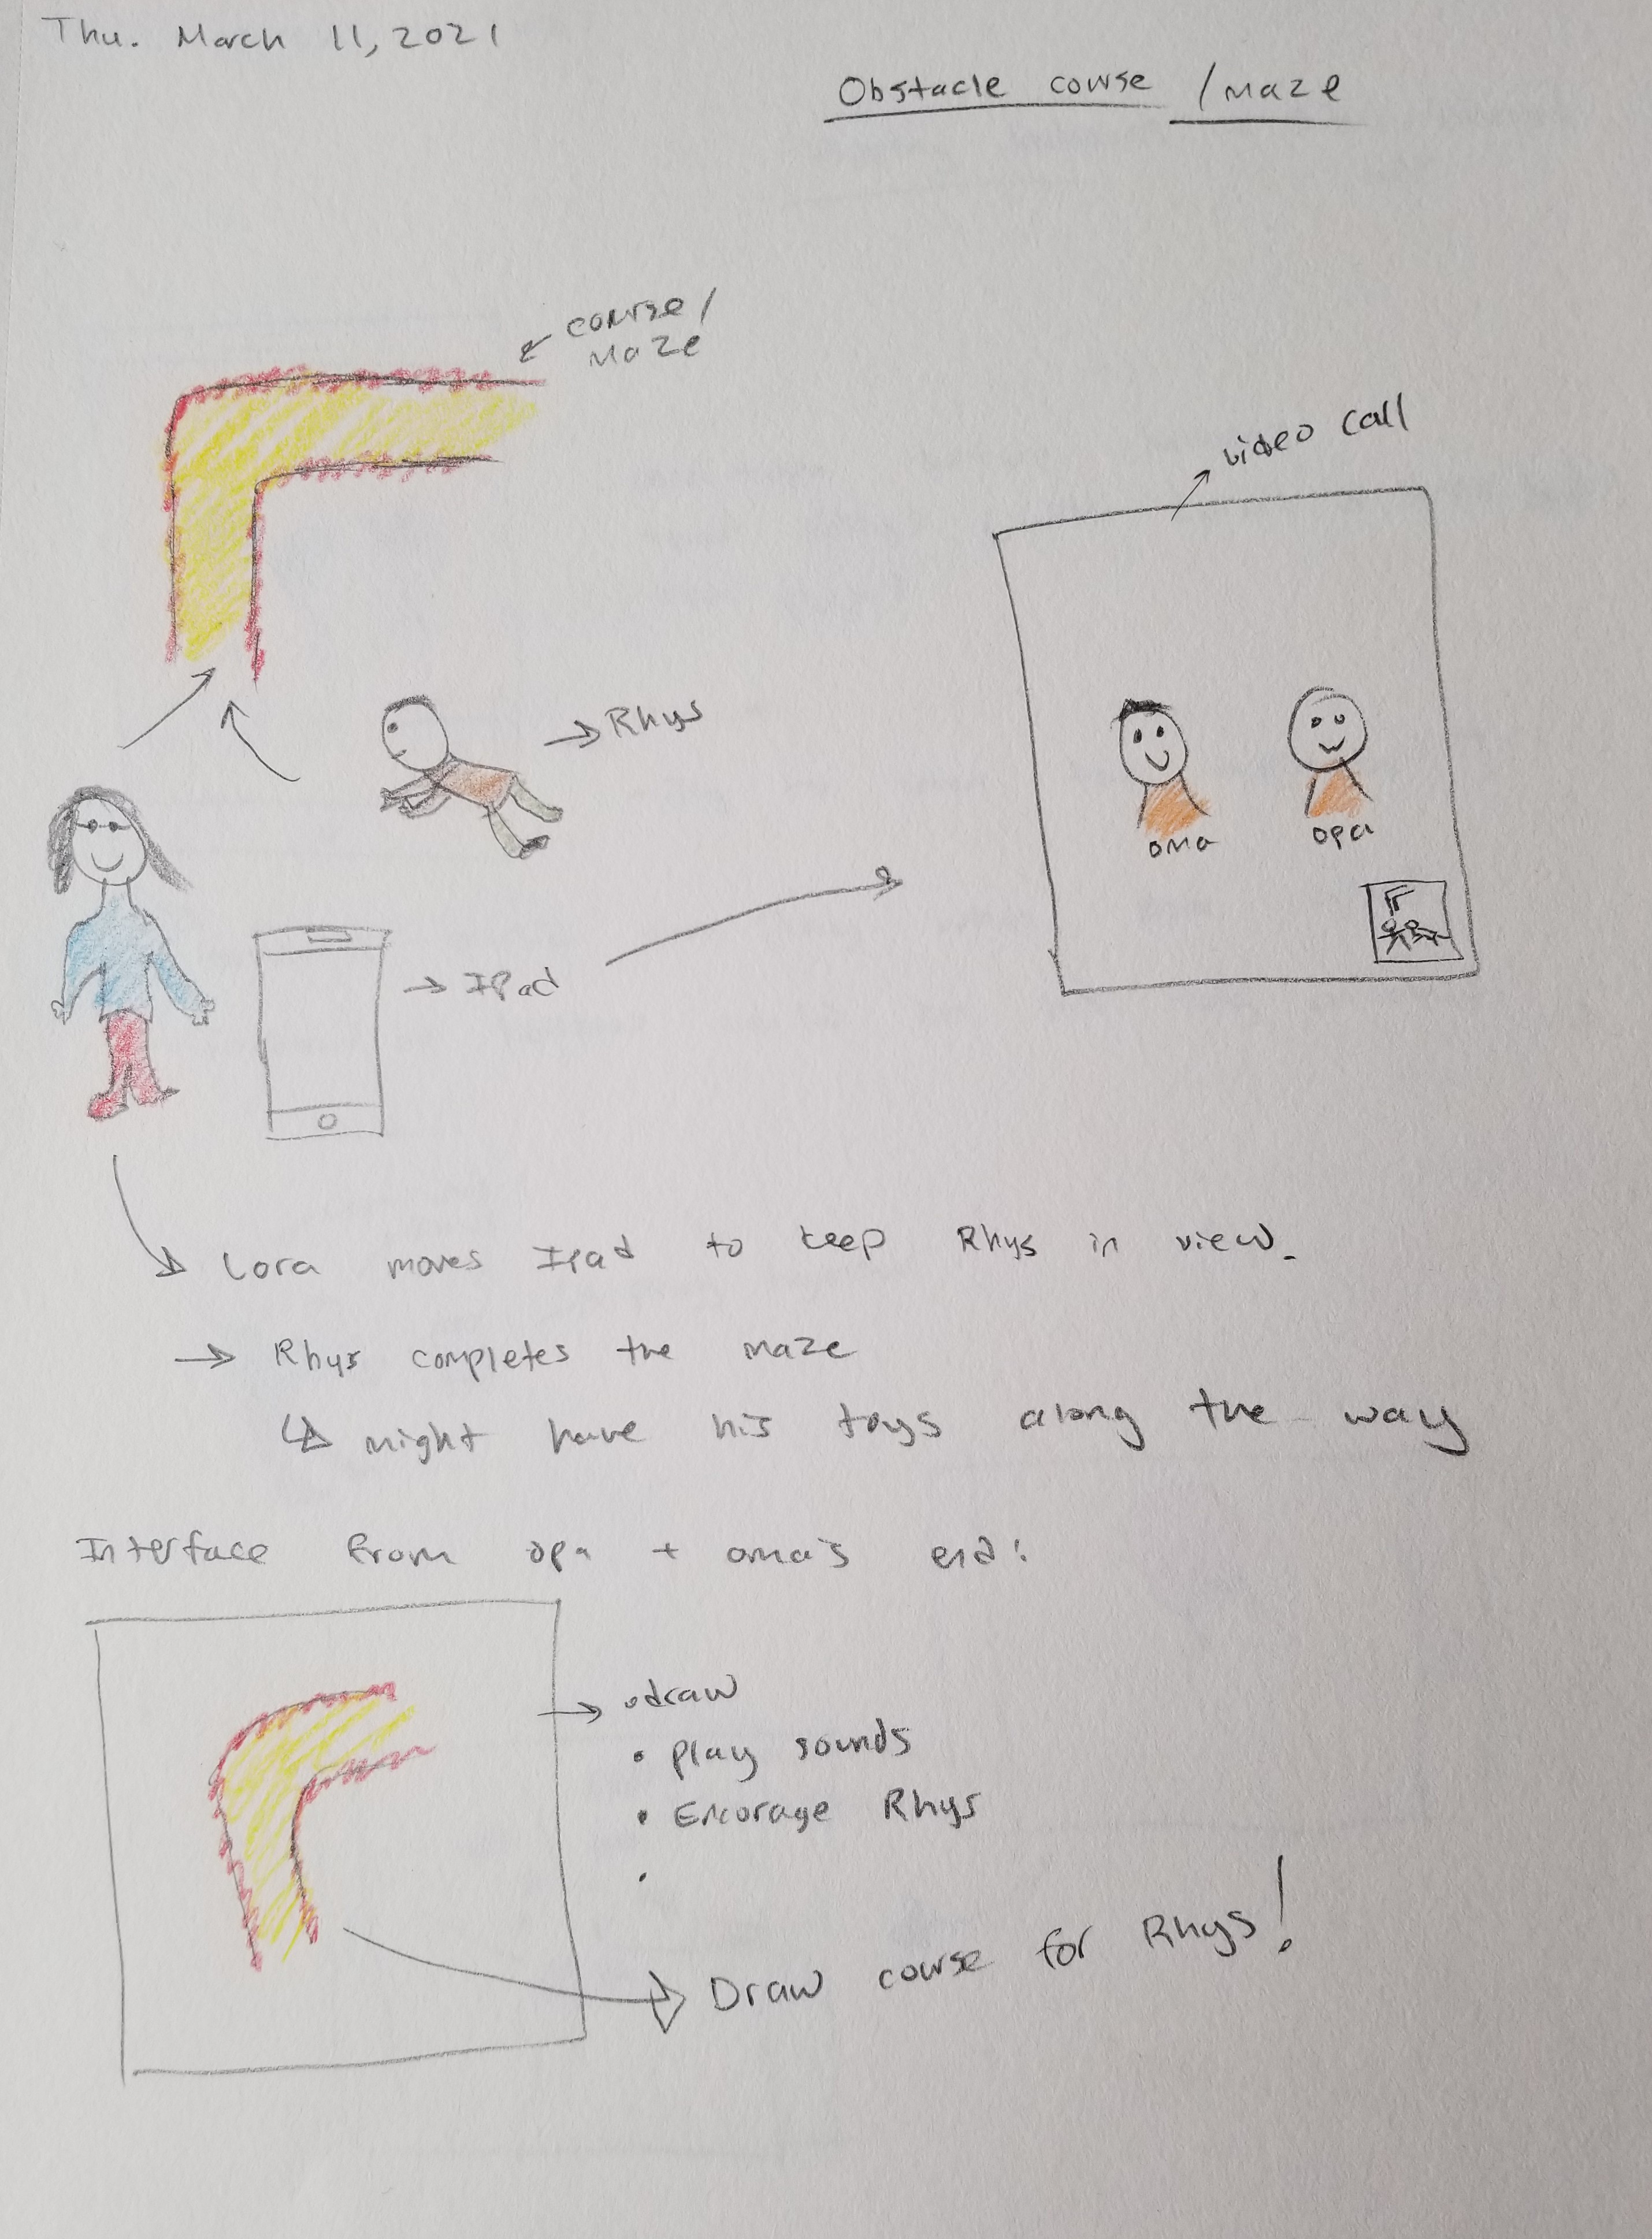 Thu. March 11, 2021
Obstacle course /maze
course/
maze
video call
Rhys
oma
opa
IPad
Lora moves IPad to keep Rhys in view.
Rhys completes the maze
might have his toys along the way
Interface from opa + oma's end:
• draw
• play sounds
• Encorage Rhys
•
Draw course for Rhys!